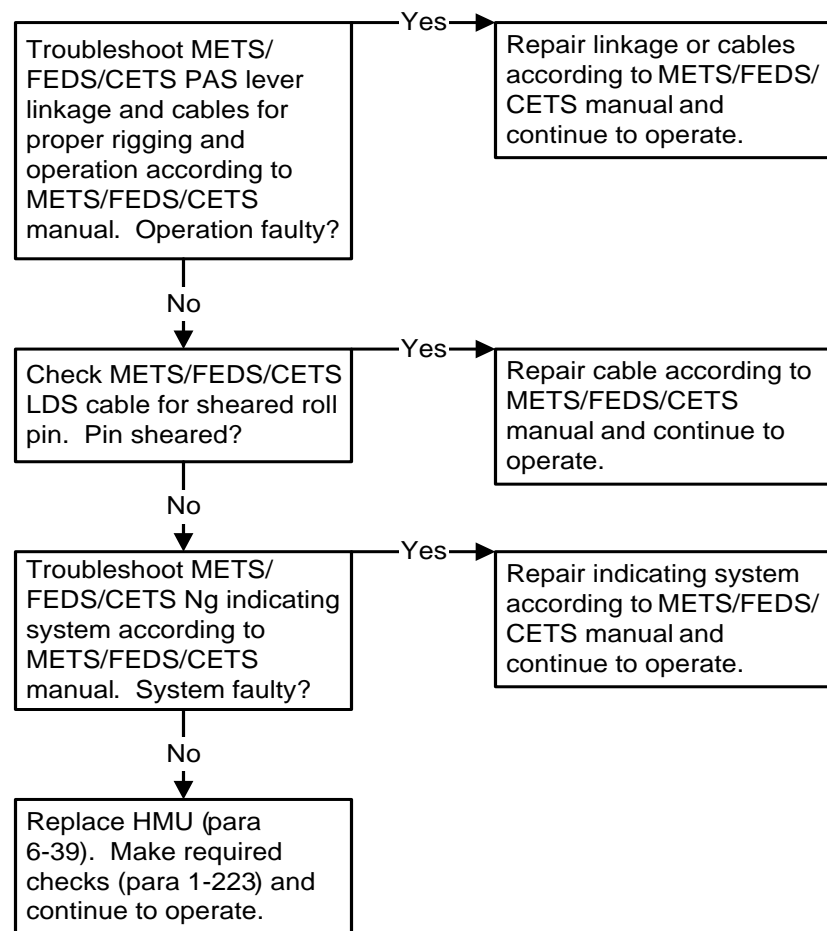 Troubleshoot METS/
FEDS/CETS PAS lever
linkage and cables for
proper rigging and
operation according to
METS/FEDS/CETS
manual. Operation faulty?
Yes
Repair linkage or cables
according to METS/FEDS/
CETS manual and
continue to operate.
No
Check METS/FEDS/CETS
LDS cable for sheared roll
pin. Pin sheared?
Yes
Repair cable according to
METS/FEDS/CETS
manual and continue to
operate.
No
Troubleshoot METS/
FEDS/CETS Ng indicating
system according to
METS/FEDS/CETS
manual. System faulty?
Yes
Repair indicating system
according to METS/FEDS/
CETS manual and
continue to operate.
No
Replace HMU (para
6-39). Make required
checks (para 1-223) and
continue to operate.